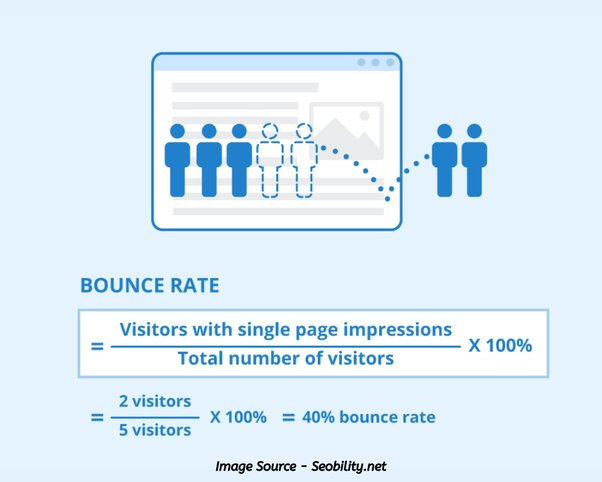 BOUNCE RATE
= Visitors with single page impressions
Total number of visitors
X 100%
= 2 visitors
5 visitors
X 100% = 40% bounce rate
Image Source - Seobility.net